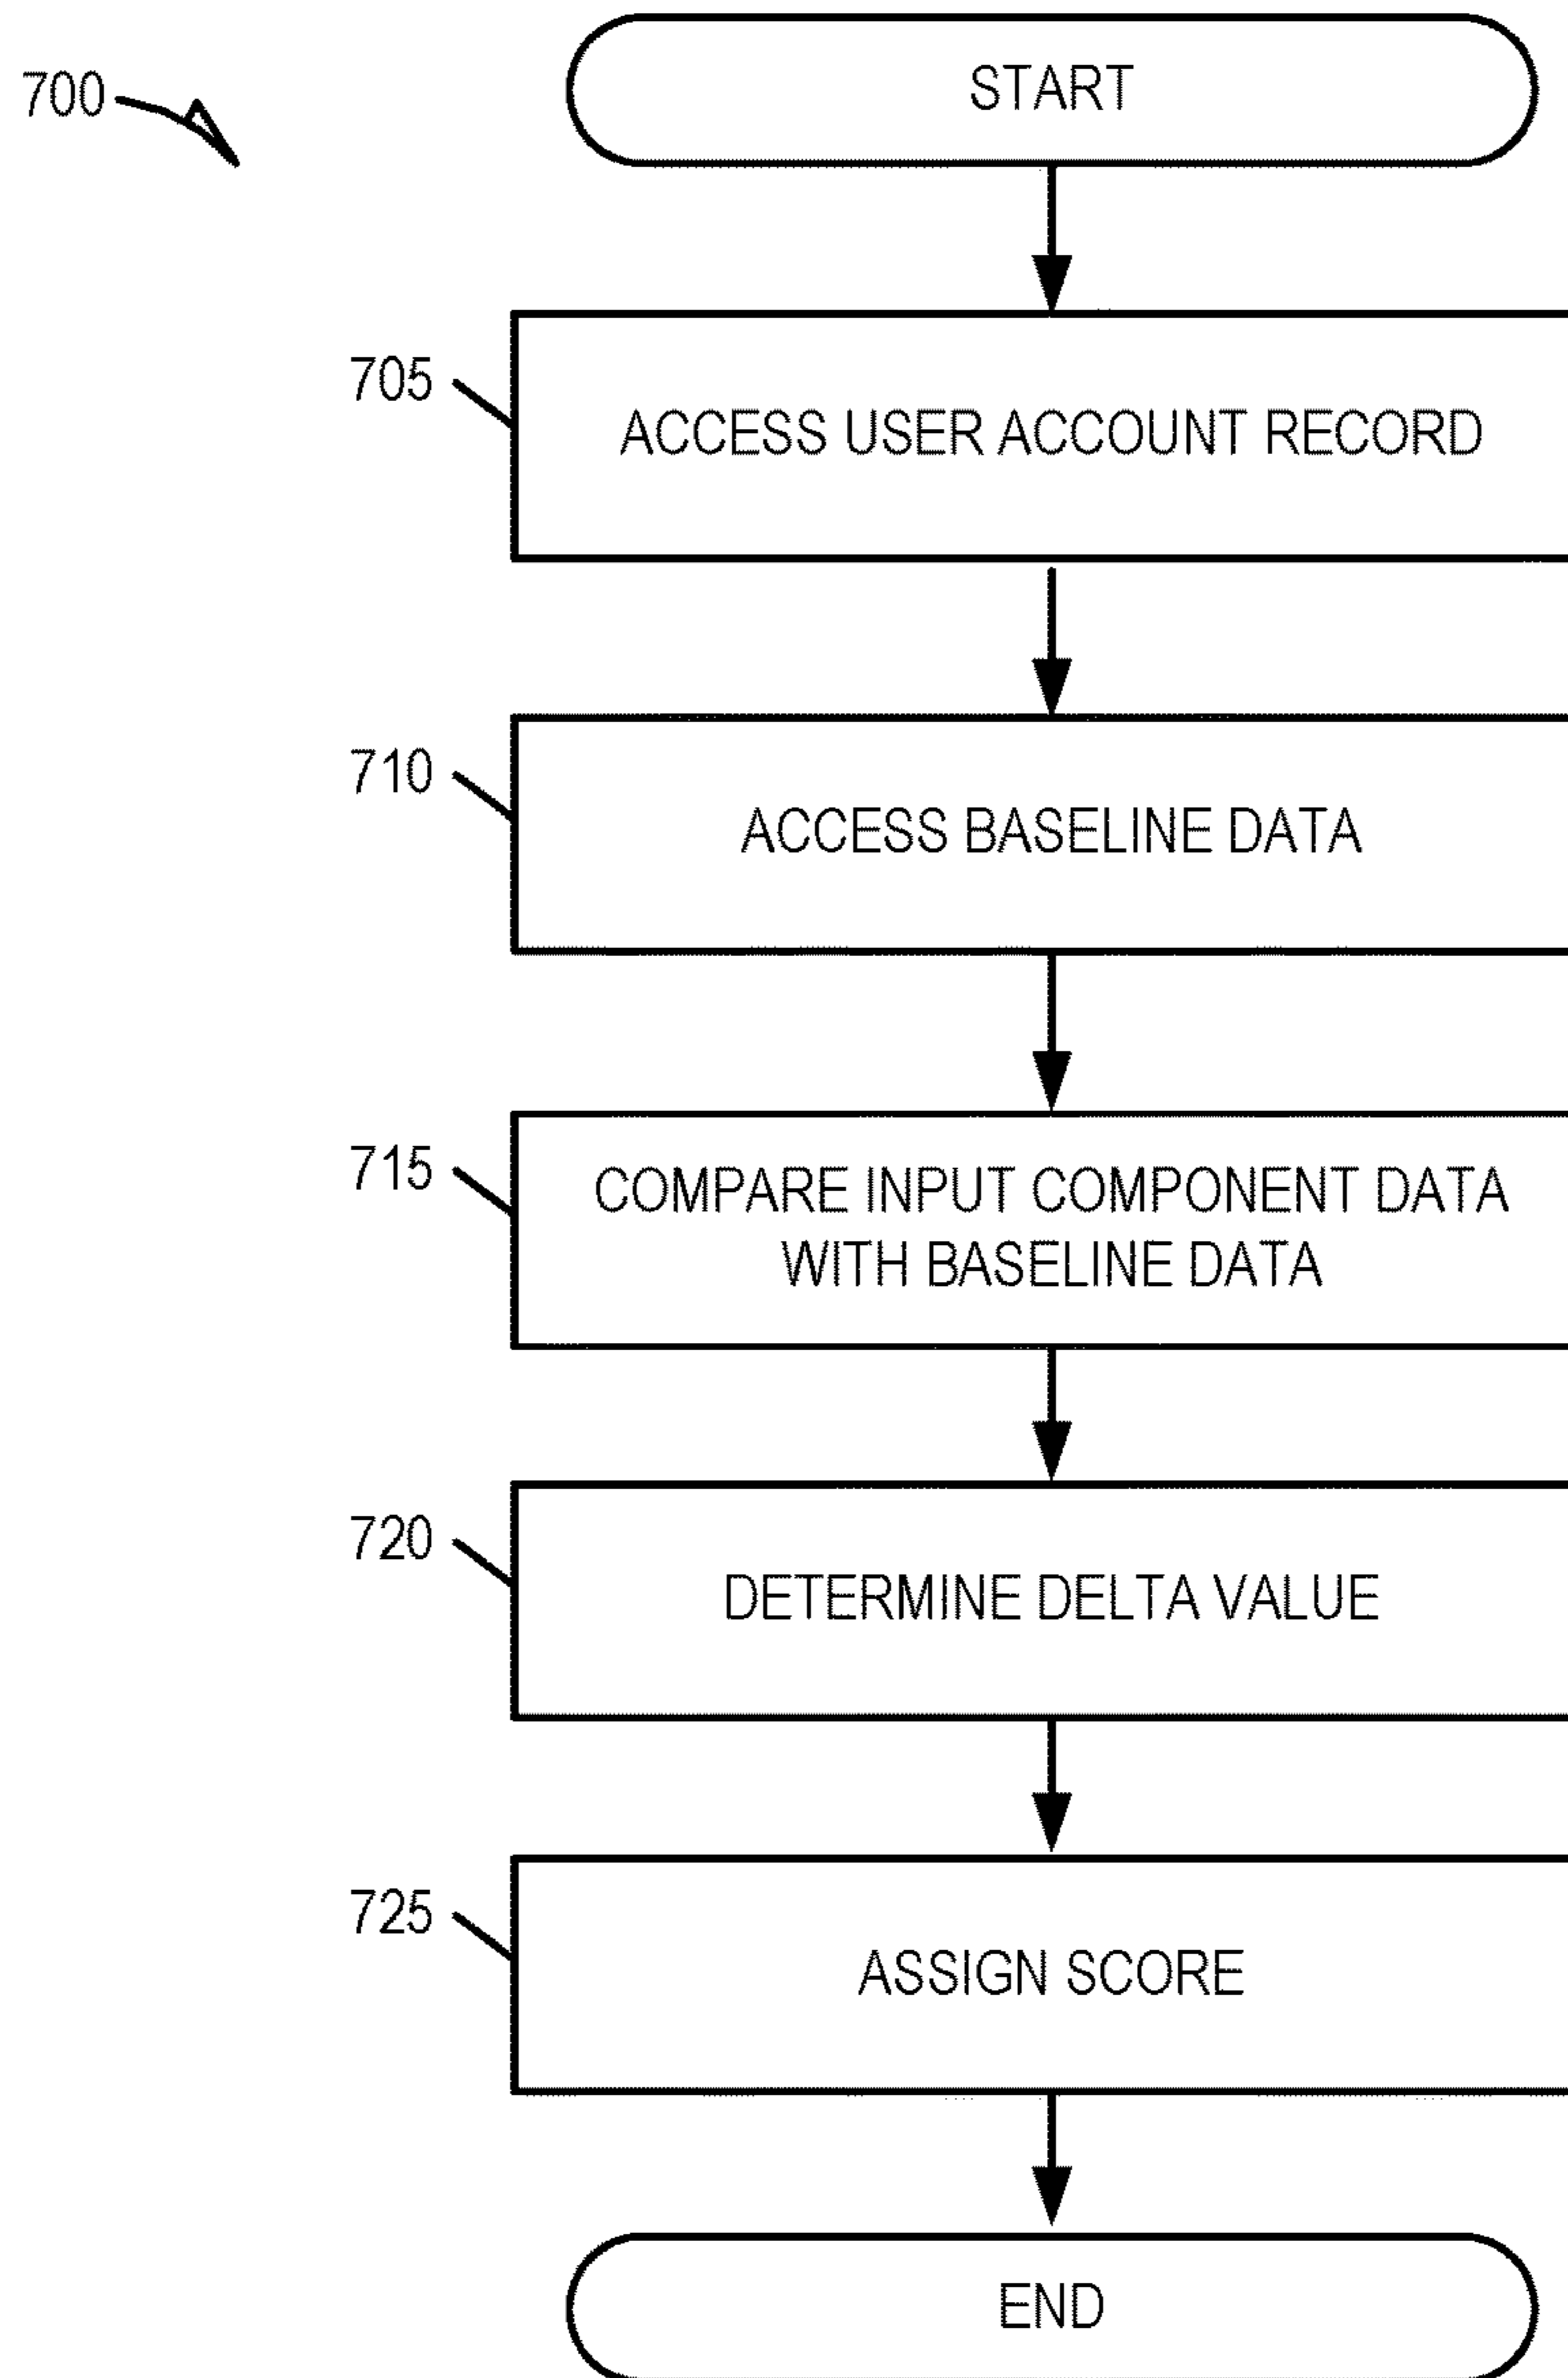 700
START
705
ACCESS USER ACCOUNT RECORD
710
ACCESS BASELINE DATA
715
COMPARE INPUT COMPONENT DATA
WITH BASELINE DATA
720
DETERMINE DELTA VALUE
725
ASSIGN SCORE
END